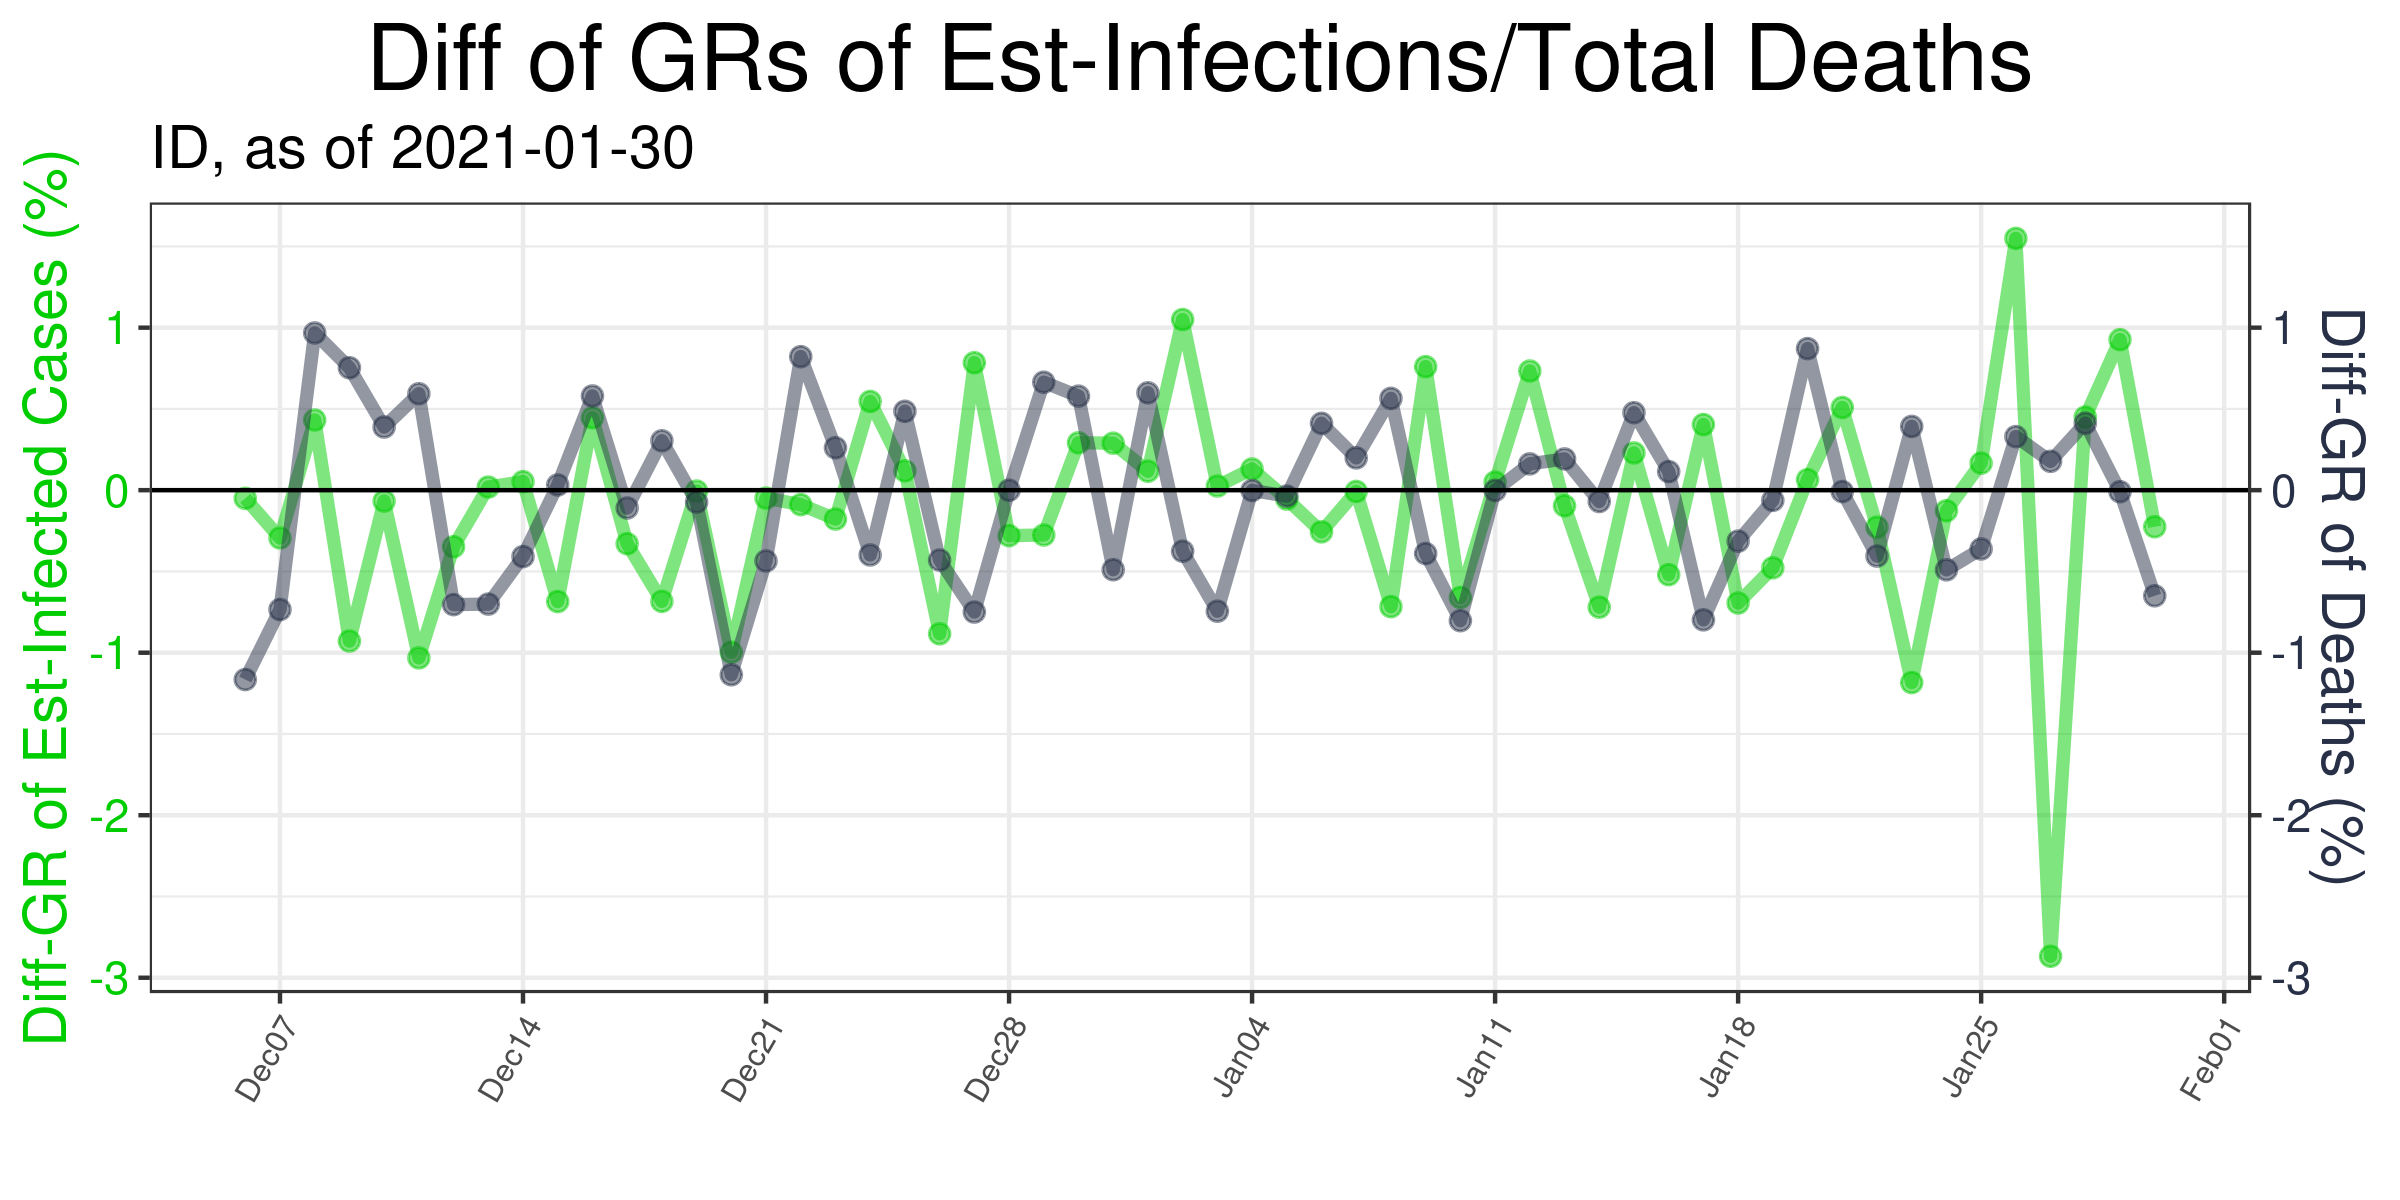 Diff of GRs of Est-Infections/Total Deaths
ID, as of 2021-01-30
Diff-GR of Est-Infected Cases (%)
1
0
-1
-2
-3
1
0
-1
-2
-3
Diff-GR of Deaths (%)
Dec07
Dec14
Dec21
Dec28
Jan04
Jan11
Jan18
Jan25
Feb01